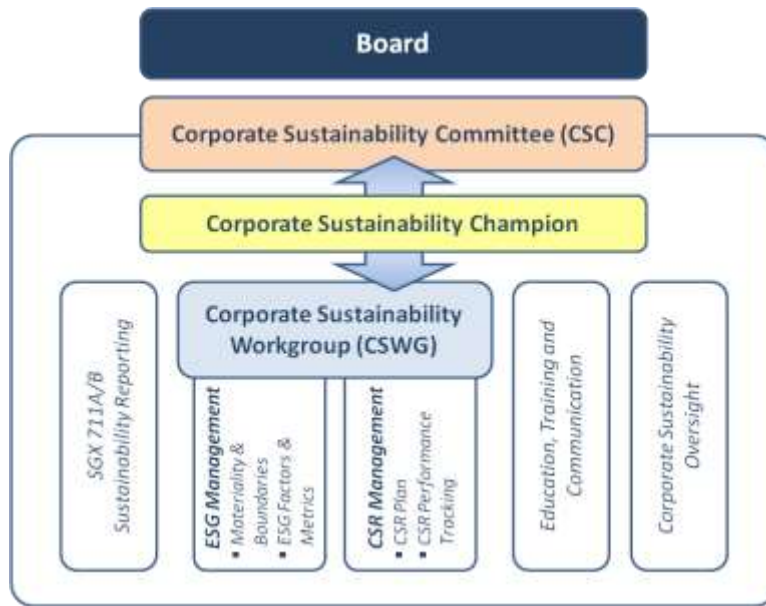 Board
Corporate Sustainability Committee (CSC)
Corporate Sustainability Champion
Corporate Sustainability
Workgroup (CSWG)
SGX 711A/B
Sustainability Reporting
ESG Management
▪ Materiality &
Boundaries
▪ ESG Factors &
Metrics
CSR Management
▪ CSR Plan
▪ CSR Performance
Tracking
Education, Training and
Communication
Corporate Sustainability
Oversight